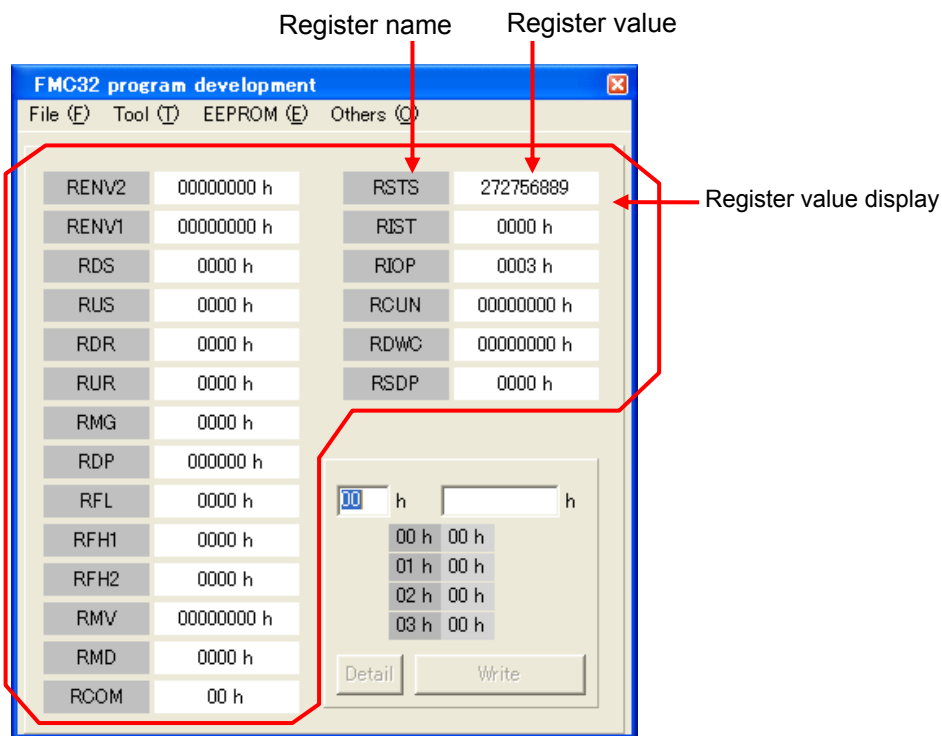 Register name Register value
FMC32 program development
File (F) Tool (T) EEPROM (E) Others (O)
RENV2 00000000 h RSTS 272756889
Register value display
RENV1 00000000 h RIST 0000 h
RDS 0000 h RIOP 0003 h
RUS 0000 h RCUN 00000000 h
RDR 0000 h RDWC 00000000 h
RUR 0000 h RSDP 0000 h
RMG 0000 h
RDP 000000 h
RFL 0000 h 00 h h
RFH1 0000 h 00 h 00 h
01 h 00 h
RFH2 0000 h 02 h 00 h
RMV 00000000 h 03 h 00 h
RMD 0000 h Detail Write
RCOM 00 h